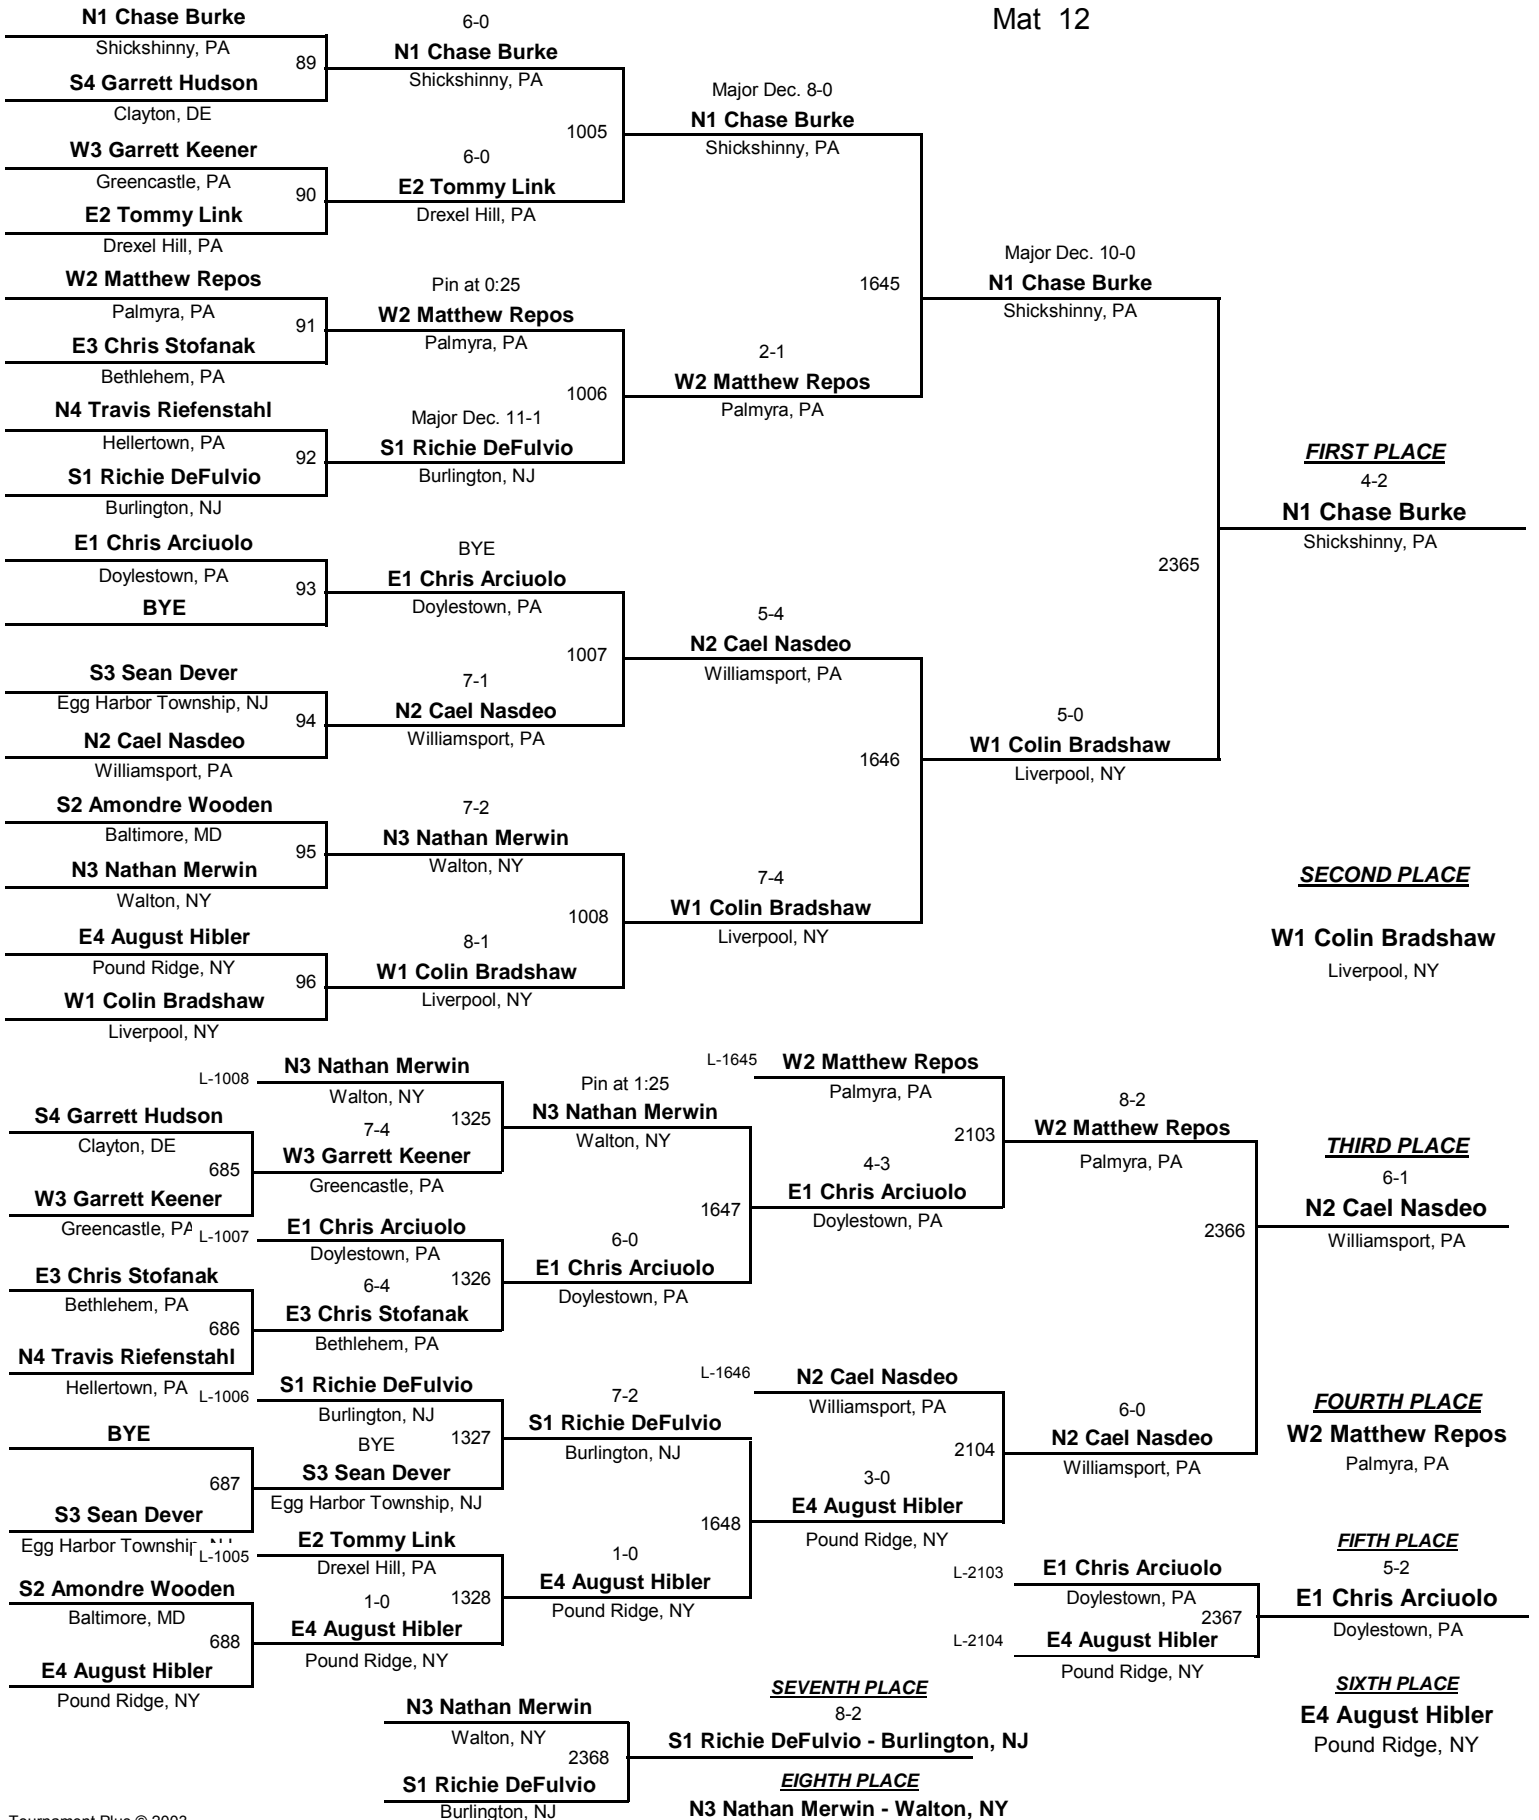 Mat 12
N1 Chase Burke
Shickshinny, PA
89
S4 Garrett Hudson
Clayton, DE
W3 Garrett Keener
Greencastle, PA
90
E2 Tommy Link
Drexel Hill, PA
W2 Matthew Repos
Palmyra, PA
91
E3 Chris Stofanak
Bethlehem, PA
N4 Travis Riefenstahl
Hellertown, PA
92
S1 Richie DeFulvio
Burlington, NJ
E1 Chris Arciuolo
Doylestown, PA
93
BYE
S3 Sean Dever
Egg Harbor Township, NJ
94
N2 Cael Nasdeo
Williamsport, PA
S2 Amondre Wooden
Baltimore, MD
95
N3 Nathan Merwin
Walton, NY
E4 August Hibler
Pound Ridge, NY
96
W1 Colin Bradshaw
Liverpool, NY
6-0
N1 Chase Burke
Shickshinny, PA
1005
6-0
E2 Tommy Link
Drexel Hill, PA
Pin at 0:25
W2 Matthew Repos
Palmyra, PA
1006
Major Dec. 11-1
S1 Richie DeFulvio
Burlington, NJ
BYE
E1 Chris Arciuolo
Doylestown, PA
1007
7-1
N2 Cael Nasdeo
Williamsport, PA
7-2
N3 Nathan Merwin
Walton, NY
1008
8-1
W1 Colin Bradshaw
Liverpool, NY
Major Dec. 8-0
N1 Chase Burke
Shickshinny, PA
1645
2-1
W2 Matthew Repos
Palmyra, PA
5-4
N2 Cael Nasdeo
Williamsport, PA
1646
7-4
W1 Colin Bradshaw
Liverpool, NY
Major Dec. 10-0
N1 Chase Burke
Shickshinny, PA
2365
5-0
W1 Colin Bradshaw
Liverpool, NY
FIRST PLACE
4-2
N1 Chase Burke
Shickshinny, PA
SECOND PLACE
W1 Colin Bradshaw
Liverpool, NY
S4 Garrett Hudson
Clayton, DE
685
W3 Garrett Keener
Greencastle, PA
E3 Chris Stofanak
Bethlehem, PA
686
N4 Travis Riefenstahl
Hellertown, PA
BYE
687
S3 Sean Dever
Egg Harbor
S2 Amondre Wooden
Baltimore, MD
688
E4 August Hibler
Pound Ridge, NY
L-1008
N3 Nathan Merwin
Walton, NY
1325
7-4
W3 Garrett Keener
Greencastle, PA
L-1007
E1 Chris Arciuolo
Doylestown, PA
1326
6-4
E3 Chris Stofanak
Bethlehem, PA
L-1006
S1 Richie DeFulvio
Burlington, NJ
1327
BYE
S3 Sean Dever
Egg Harbor Township, NJ
L-1005
E2 Tommy Link
Drexel Hill, PA
1328
1-0
E4 August Hibler
Pound Ridge, NY
Pin at 1:25
N3 Nathan Merwin
Walton, NY
1647
6-0
E1 Chris Arciuolo
Doylestown, PA
7-2
S1 Richie DeFulvio
Burlington, NJ
1648
1-0
E4 August Hibler
Pound Ridge, NY
L-1645
W2 Matthew Repos
Palmyra, PA
2103
4-3
E1 Chris Arciuolo
Doylestown, PA
L-1646
N2 Cael Nasdeo
Williamsport, PA
2104
3-0
E4 August Hibler
Pound Ridge, NY
8-2
W2 Matthew Repos
Palmyra, PA
2366
6-0
N2 Cael Nasdeo
Williamsport, PA
THIRD PLACE
6-1
N2 Cael Nasdeo
Williamsport, PA
FOURTH PLACE
W2 Matthew Repos
Palmyra, PA
L-2103
E1 Chris Arciuolo
Doylestown, PA
2367
L-2104
E4 August Hibler
Pound Ridge, NY
FIFTH PLACE
5-2
E1 Chris Arciuolo
Doylestown, PA
SIXTH PLACE
E4 August Hibler
Pound Ridge, NY
N3 Nathan Merwin
Walton, NY
2368
S1 Richie DeFulvio
Burlington, NJ
SEVENTH PLACE
8-2
S1 Richie DeFulvio - Burlington, NJ
EIGHTH PLACE
N3 Nathan Merwin - Walton, NY
Tournament Plus © 2003